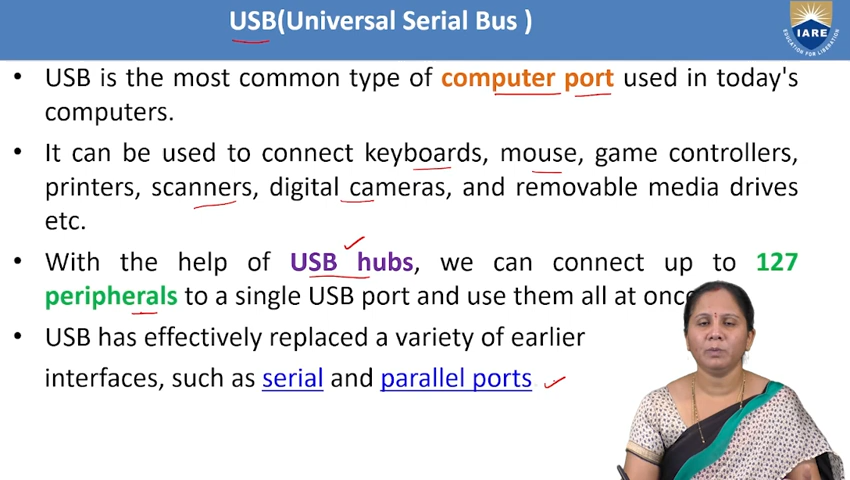 USB(Universal Serial Bus )
IARE
EDUCATION FOR LIBERATION
• USB is the most common type of computer port used in today's
computers.
• It can be used to connect keyboards, mouse, game controllers,
printers, scanners, digital cameras, and removable media drives
etc.
• With the help of USB hubs, we can connect up to 127
peripherals to a single USB port and use them all at once
• USB has effectively replaced a variety of earlier
interfaces, such as serial and parallel ports